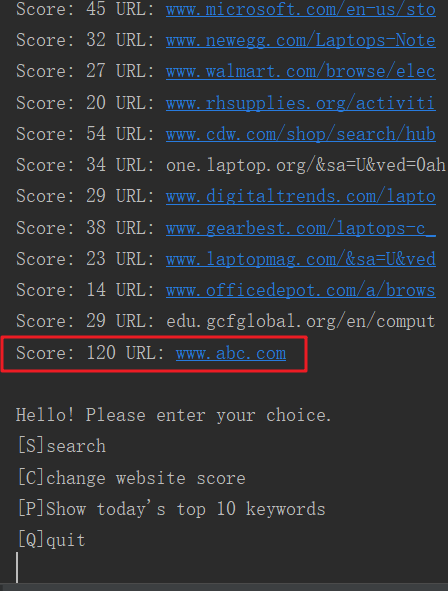 Score: 45 URL: www.microsoft.com/en-us/sto
Score: 32 URL: www.newegg.com/Laptops-Note
Score: 27 URL: www.walmart.com/browse/elec
Score: 20 URL: www.rhsupplies.org/activiti
Score: 54 URL: www.cdw.com/shop/search/hub
Score: 34 URL: one.laptop.org/&sa=U&ved=0ah
Score: 29 URL: www.digitaltrends.com/lapto
Score: 38 URL: www.gearbest.com/laptops-c_
Score: 23 URL: www.laptopmag.com/&sa=U&ved
Score: 14 URL: www.officedepot.com/a/brows
Score: 29 URL: edu.gcfglobal.org/en/comput
Score: 120 URL: www.abc.com
Hello! Please enter your choice.
[S]search
[C]change website score
[P]Show today's top 10 keywords
[Q]quit